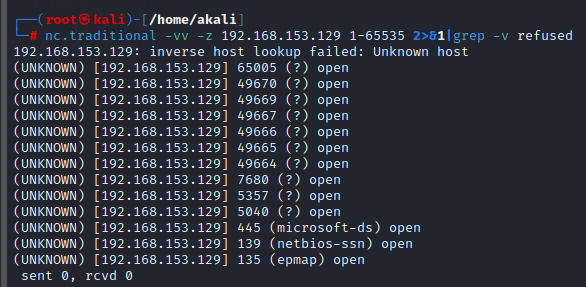 ┌──(root㉿kali)-[/home/akali]
└─# nc.traditional -vv -z 192.168.153.129 1-65535 2>&1|grep -v refused
192.168.153.129: inverse host lookup failed: Unknown host
(UNKNOWN) [192.168.153.129] 65005 (?) open
(UNKNOWN) [192.168.153.129] 49670 (?) open
(UNKNOWN) [192.168.153.129] 49669 (?) open
(UNKNOWN) [192.168.153.129] 49667 (?) open
(UNKNOWN) [192.168.153.129] 49666 (?) open
(UNKNOWN) [192.168.153.129] 49665 (?) open
(UNKNOWN) [192.168.153.129] 49664 (?) open
(UNKNOWN) [192.168.153.129] 7680 (?) open
(UNKNOWN) [192.168.153.129] 5357 (?) open
(UNKNOWN) [192.168.153.129] 5040 (?) open
(UNKNOWN) [192.168.153.129] 445 (microsoft-ds) open
(UNKNOWN) [192.168.153.129] 139 (netbios-ssn) open
(UNKNOWN) [192.168.153.129] 135 (epmap) open
 sent 0, rcvd 0